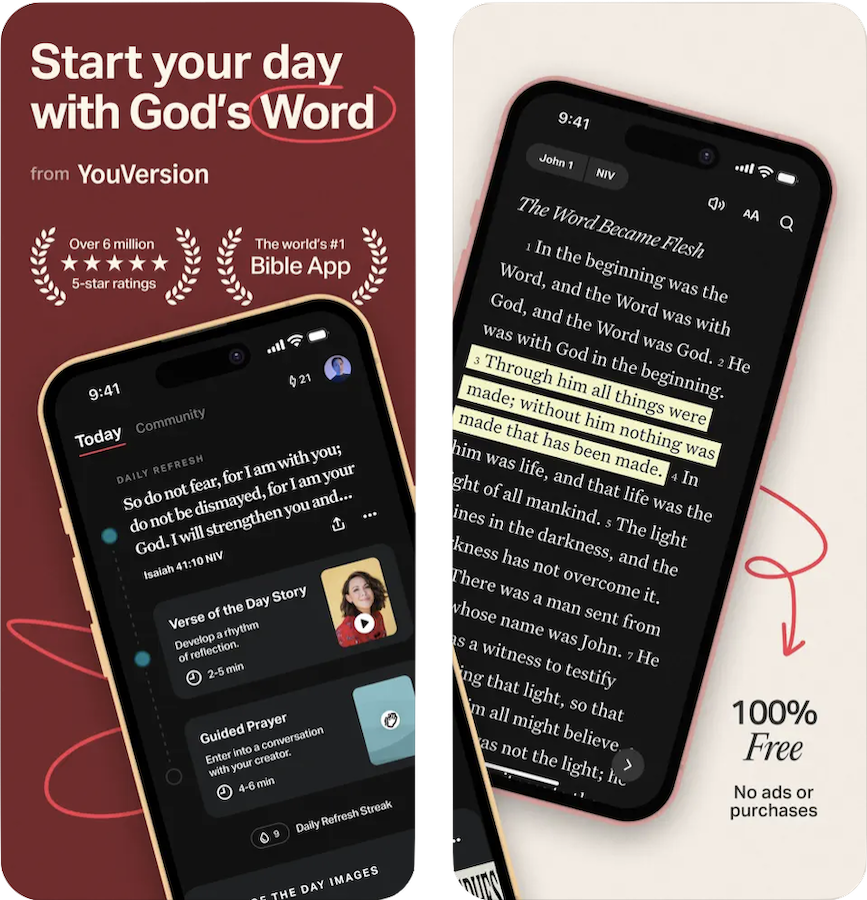 Start your day
with God's Word
from YouVersion
Over 6 million
5-star ratings
The world's #1
Bible App
9:41
21
Today
Community
DAILY REFRESH
So do not fear, for I am with you;
do not be dismayed, for I am your
God. I will strengthen you and...
Isaiah 41:10 NIV
Verse of the Day Story
Develop a rhythm
of reflection.
2-5 min
Guided Prayer
Enter into a conversation
with your creator.
4-6 min
9 Daily Refresh Streak
OF THE DAY IMAGES
9:41
John 1 NIV
AA
The Word Became Flesh
1 In the beginning was the
Word, and the Word was with
God, and the Word was God. 2 He
was with God in the beginning.
3 Through him all things were
made; without him nothing was
made that has been made. 4 In
him was life, and that life was the
ght of all mankind. 5 The light
ines in the darkness, and the
kness has not overcome it.
There was a man sent from
whose name was John. 7 He
as a witness to testify
ing that light, so that
m all might believe.
was not the light; he
100%
Free
No ads or
purchases